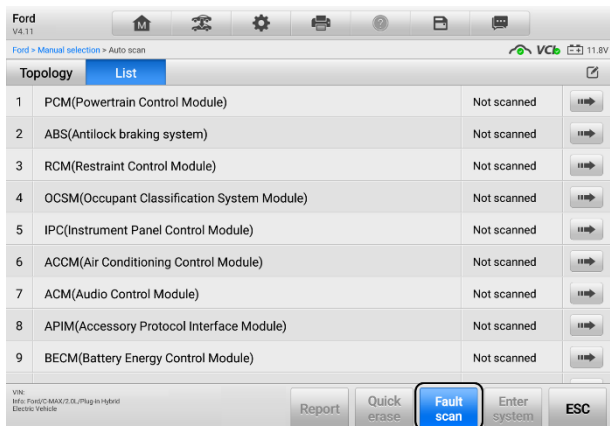 Ford
V4.11
M
?
Ford > Manual selection > Auto scan
VCI 11.8V
Topology List
1 PCM(Powertrain Control Module) Not scanned
2 ABS(Antilock braking system) Not scanned
3 RCM(Restraint Control Module) Not scanned
4 OCSM(Occupant Classification System Module) Not scanned
5 IPC(Instrument Panel Control Module) Not scanned
6 ACCM(Air Conditioning Control Module) Not scanned
7 ACM(Audio Control Module) Not scanned
8 APIM(Accessory Protocol Interface Module) Not scanned
9 BECM(Battery Energy Control Module) Not scanned
VIN:
Info: Ford/C-MAX/2.0L/Plug-in Hybrid
Electric Vehicle
Report
Quick
erase
Fault
scan
Enter
system
ESC